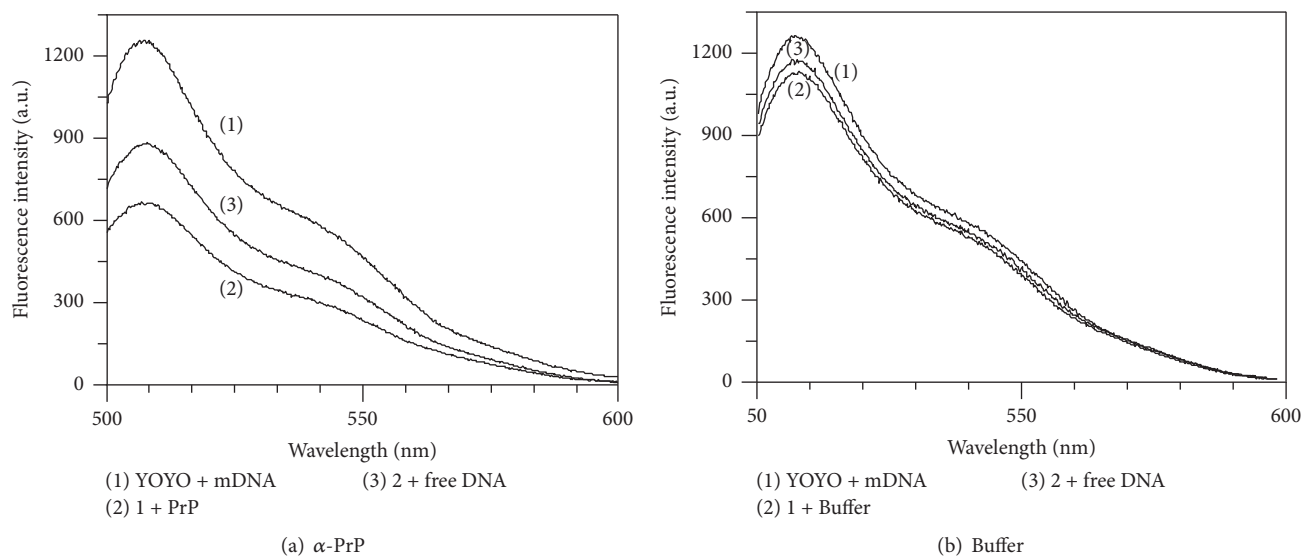 Fluorescence intensity (a.u.)
1200
900
600
300
0
(1)
(3)
(2)
500
550
600
Wavelength (nm)
(1) YOYO + mDNA
(3) 2 + free DNA
(2) 1 + PrP
(a) α-PrP
Fluorescence intensity (a.u.)
1200
900
600
300
0
(3)
(1)
(2)
50
550
600
Wavelength (nm)
(1) YOYO + mDNA
(3) 2 + free DNA
(2) 1 + Buffer
(b) Buffer